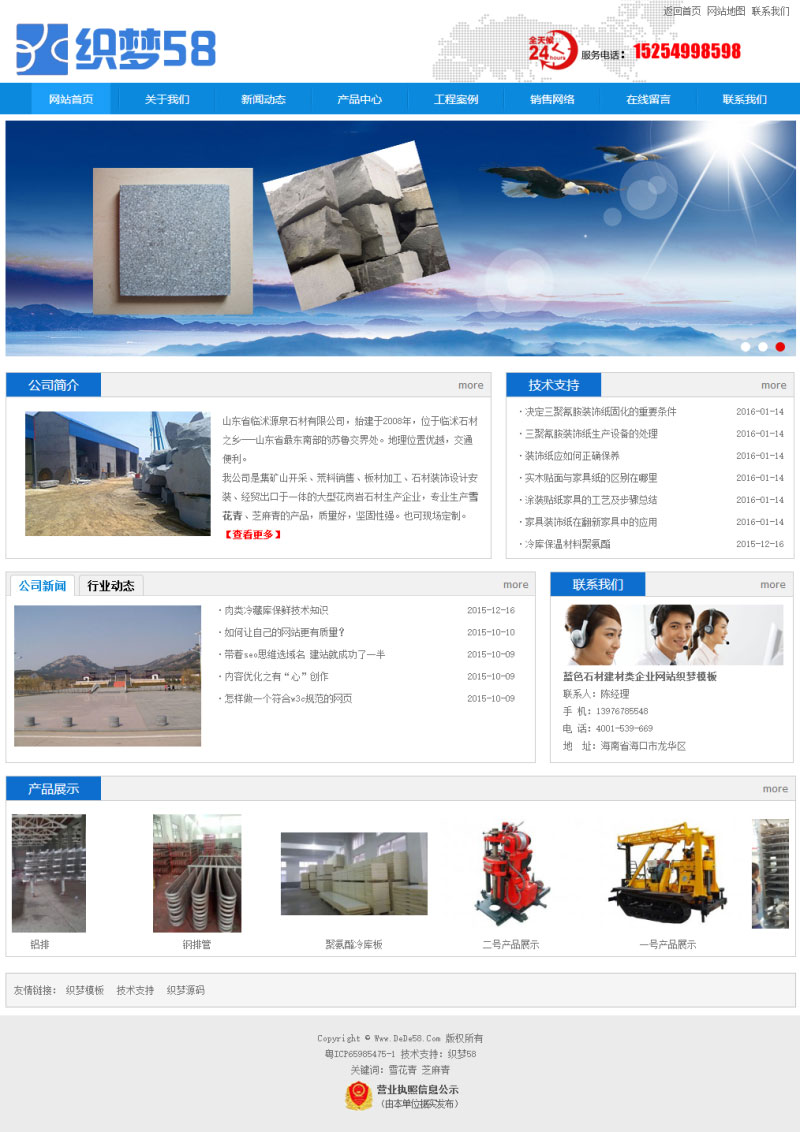 返回首页 网站地图 联系我们
织梦58
全天候
24 hours
服务电话： 15254998598
网站首页 关于我们 新闻动态 产品中心 工程案例 销售网络 在线留言 联系我们
公司简介 more
山东省临沭源泉石材有限公司，始建于2008年，位于临沭石材
之乡——山东省最东南部的苏鲁交界处。地理位置优越，交通
便利。
我公司是集矿山开采、荒料销售、板材加工、石材装饰设计安
装、经贸出口于一体的大型花岗岩石材生产企业，专业生产雪
花青、芝麻青的产品，质量好，坚固性强。也可现场定制。
【查看更多】
技术支持 more
·决定三聚氰胺装饰纸固化的重要条件 2016-01-14
·三聚氰胺装饰纸生产设备的处理 2016-01-14
·装饰纸应如何正确保养 2016-01-14
·实木贴面与家具纸的区别在哪里 2016-01-14
·涂装贴纸家具的工艺及步骤总结 2016-01-14
·家具装饰纸在翻新家具中的应用 2016-01-14
·冷库保温材料聚氨酯 2015-12-16
公司新闻 行业动态 more
·肉类冷藏库保鲜技术知识 2015-12-16
·如何让自己的网站更有质量？ 2015-10-10
·带着seo思维选域名 建站就成功了一半 2015-10-09
·内容优化之有“心”创作 2015-10-09
·怎样做一个符合w3c规范的网页 2015-10-09
联系我们 more
蓝色石材建材类企业网站织梦模板
联系人：陈经理
手 机：13976785548
电 话：4001-539-669
地 址：海南省海口市龙华区
产品展示 more
铝排 钢排管 聚氨酯冷库板 二号产品展示 一号产品展示
友情链接： 织梦模板 技术支持 织梦源码
Copyright © Www.DeDe58.Com 版权所有
粤ICP65985475-1 技术支持：织梦58
关键词：雪花青 芝麻青
营业执照信息公示
（由本单位据实发布）